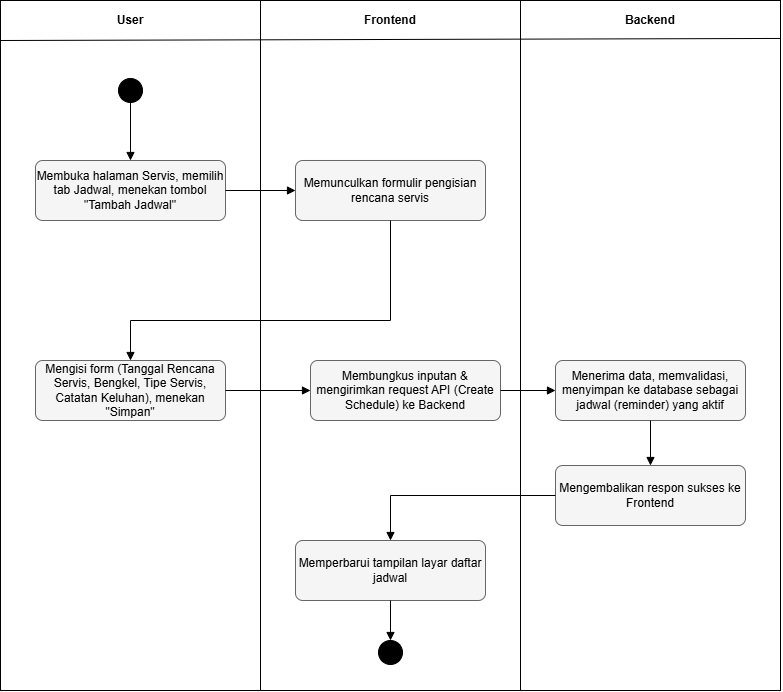 User
Frontend
Backend
Membuka halaman Servis, memilih
tab Jadwal, menekan tombol
"Tambah Jadwal"
Memunculkan formulir pengisian
rencana servis
Mengisi form (Tanggal Rencana
Servis, Bengkel, Tipe Servis,
Catatan Keluhan), menekan
"Simpan"
Membungkus inputan &
mengirimkan request API (Create
Schedule) ke Backend
Menerima data, memvalidasi,
menyimpan ke database sebagai
jadwal (reminder) yang aktif
Mengembalikan respon sukses ke
Frontend
Memperbarui tampilan layar daftar
jadwal